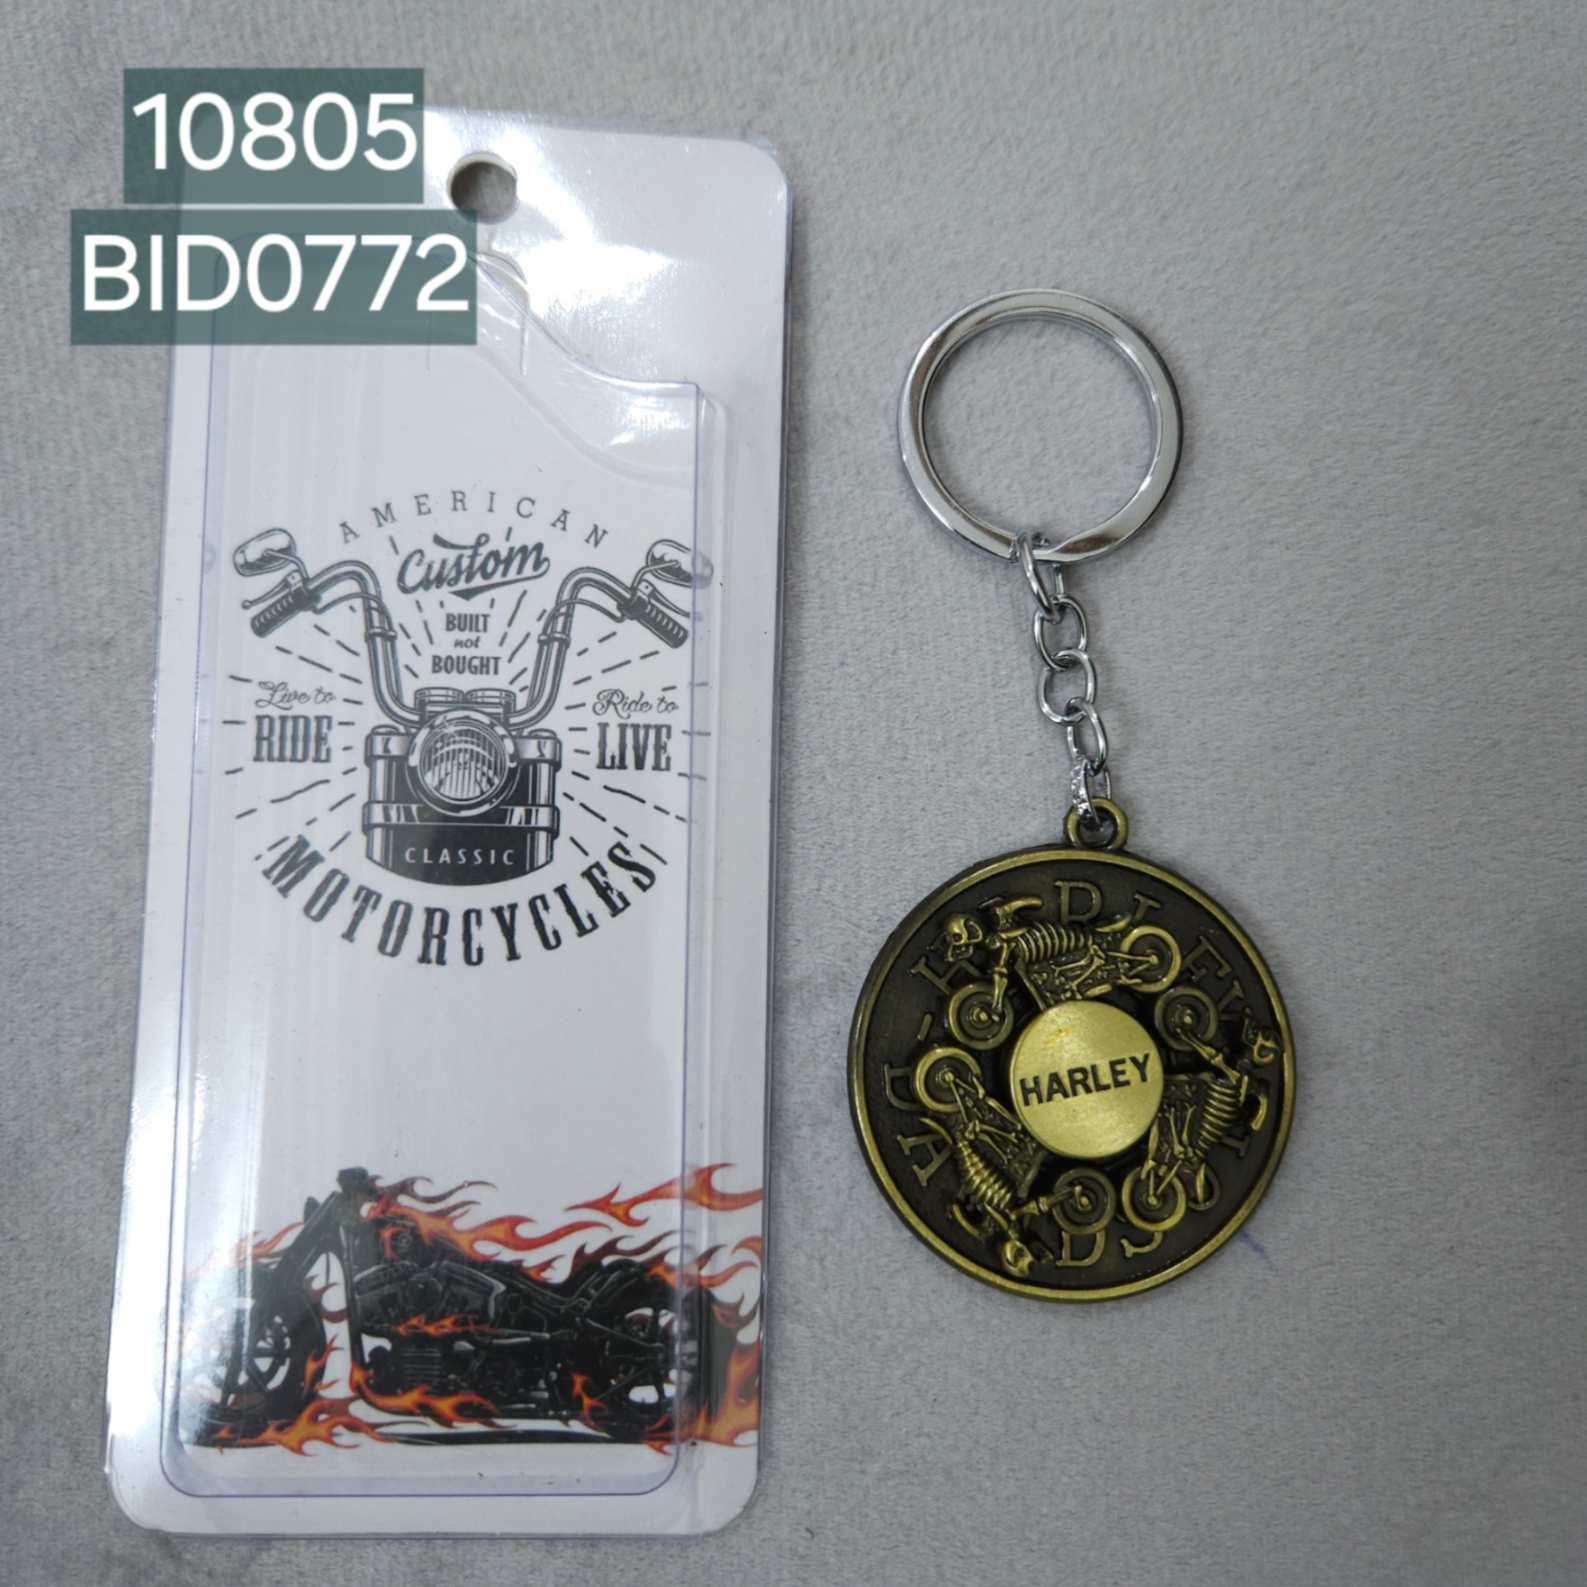 10805
BID0772
AMERICAN
Custom
BUILT
not
BOUGHT
Live to
RIDE
Ride to
LIVE
CLASSIC
MOTORCYCLES
HARLEY